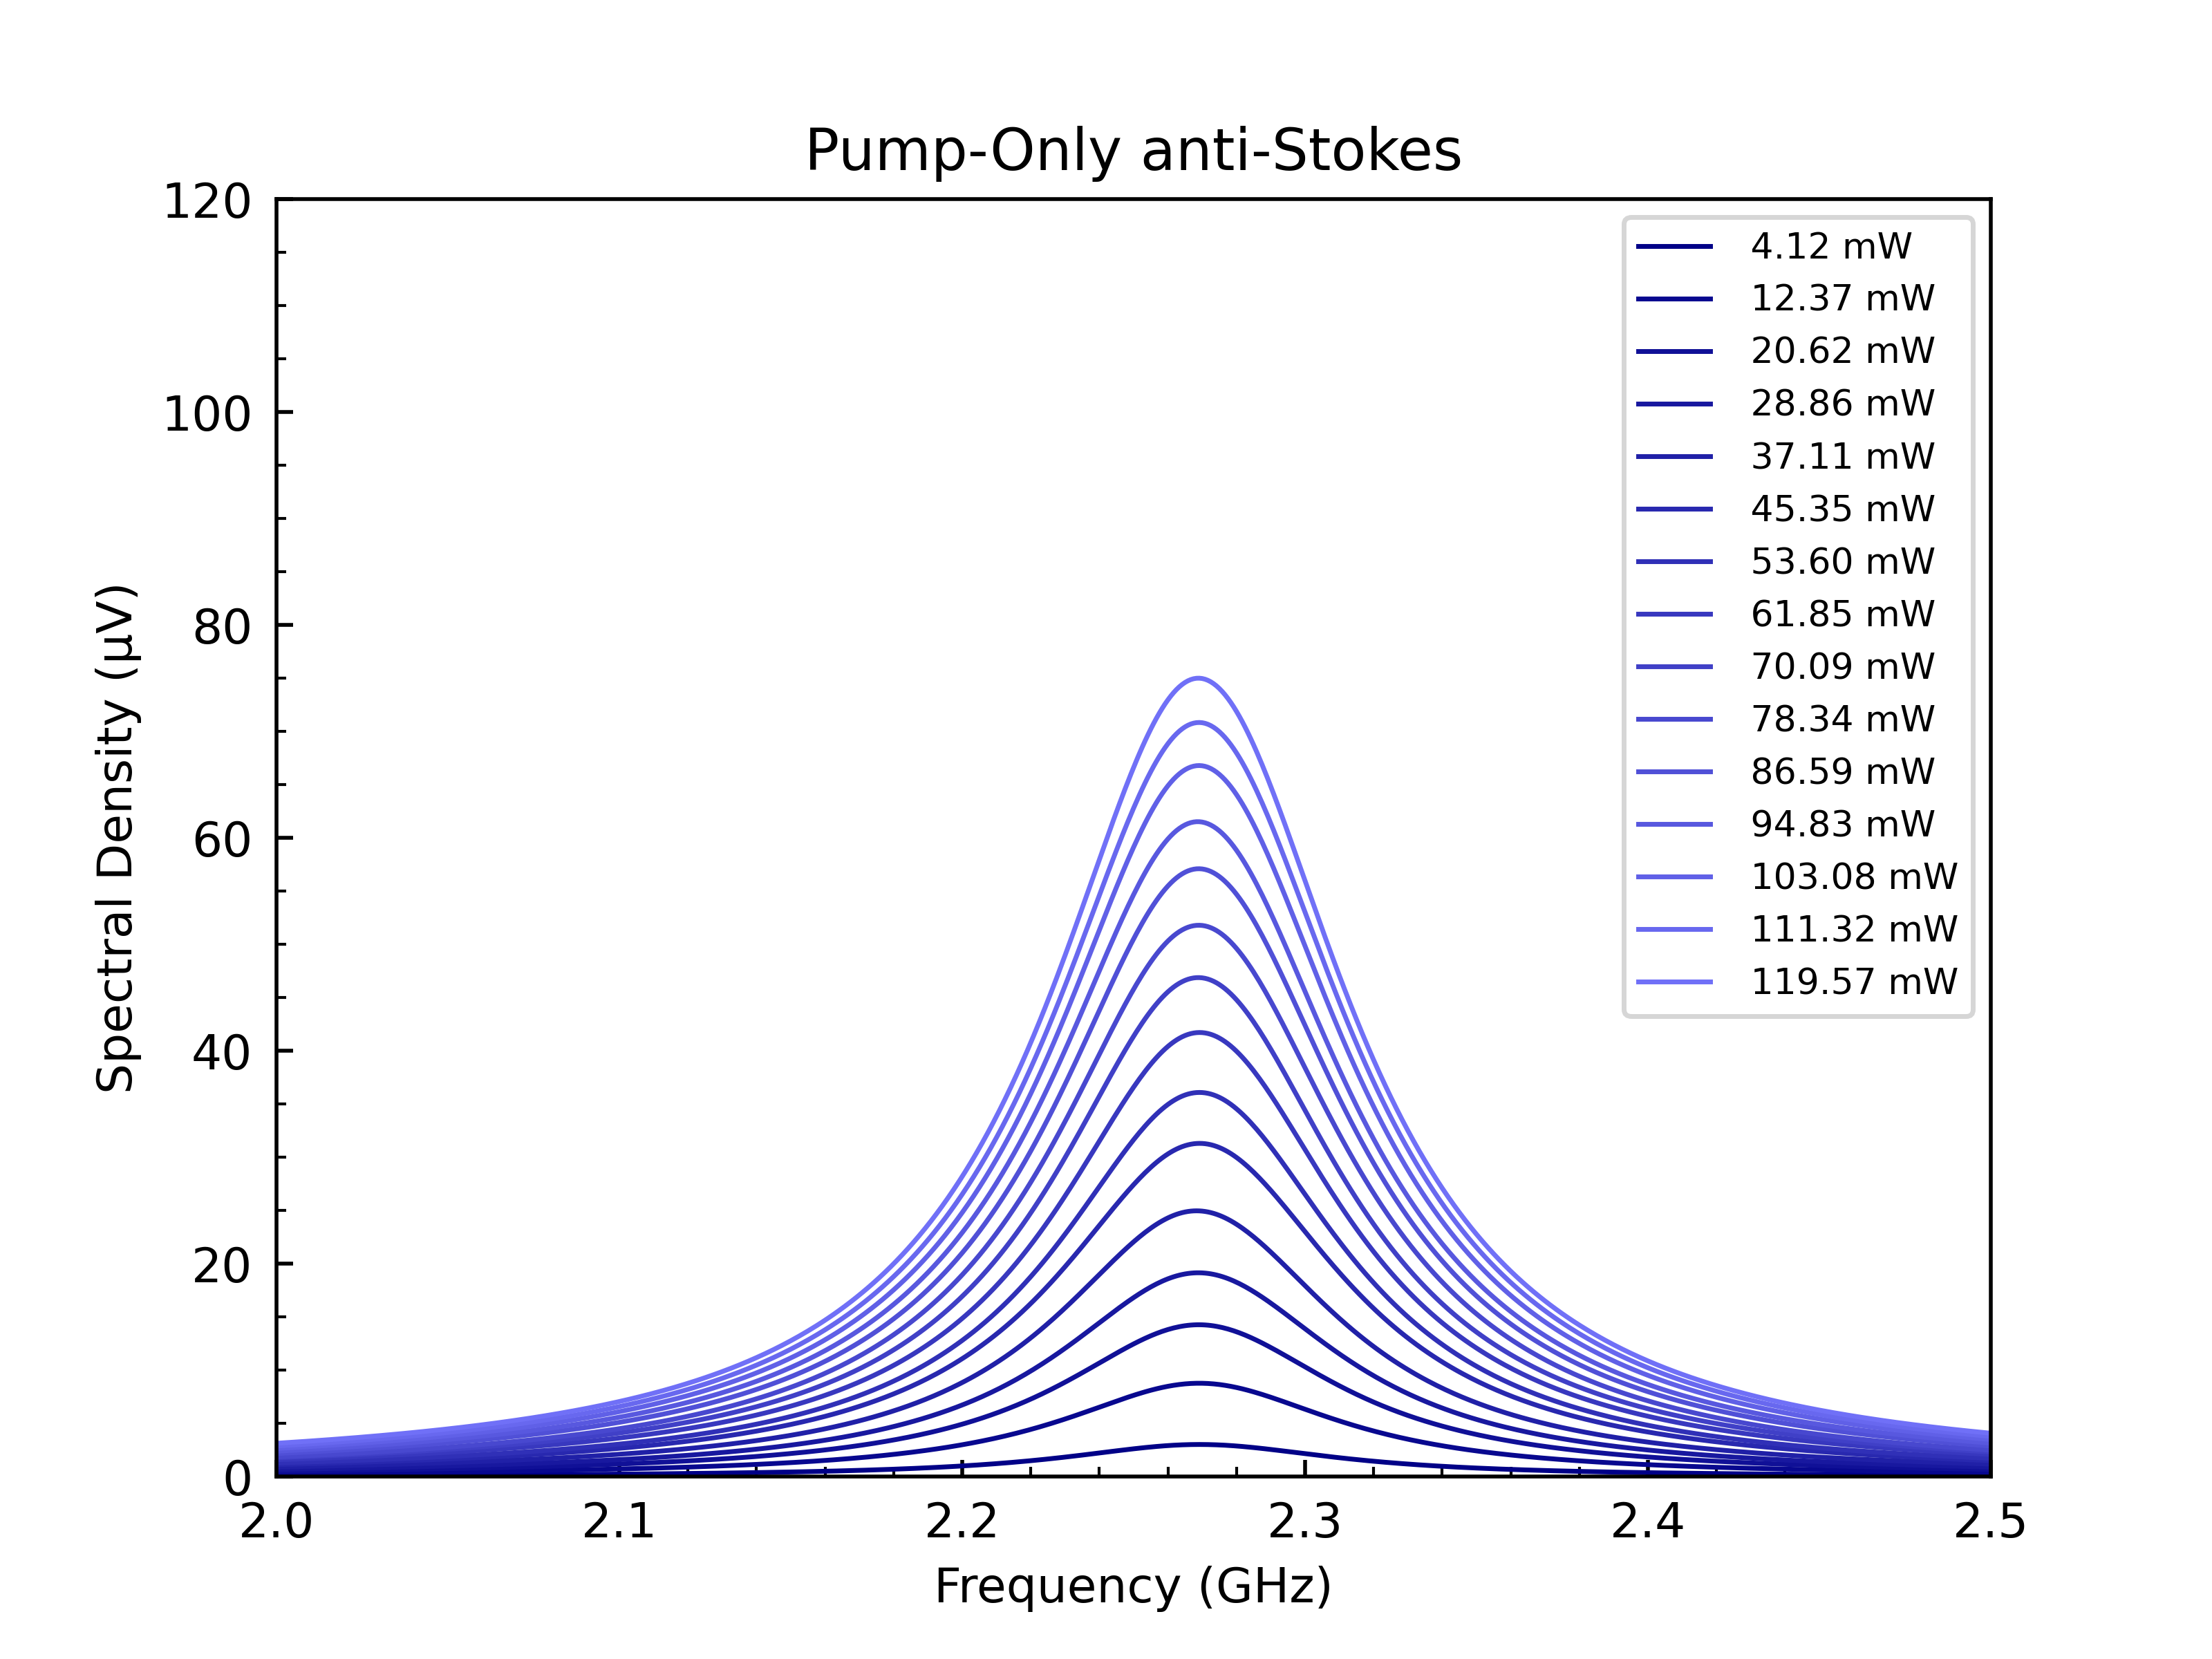 Pump-Only anti-Stokes
120
100
80
60
40
20
0
Spectral Density (μV)
2.0 2.1 2.2 2.3 2.4 2.5
Frequency (GHz)
4.12 mW
12.37 mW
20.62 mW
28.86 mW
37.11 mW
45.35 mW
53.60 mW
61.85 mW
70.09 mW
78.34 mW
86.59 mW
94.83 mW
103.08 mW
111.32 mW
119.57 mW